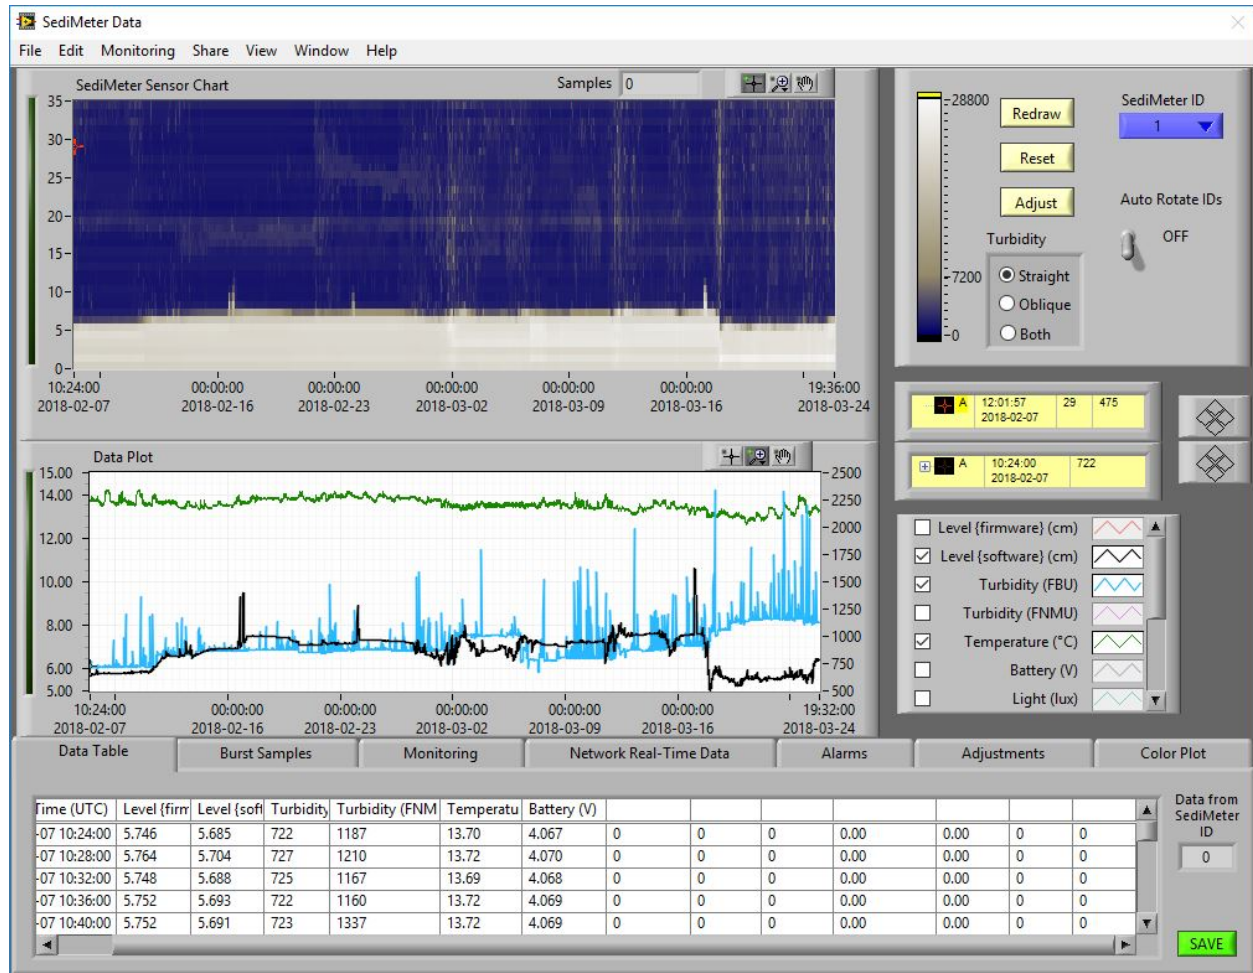 SediMeter Data
File Edit Monitoring Share View Window Help
SediMeter Sensor Chart Samples 0
35
30
25
20
15
10
5
0
10:24:00 00:00:00 00:00:00 00:00:00 00:00:00 00:00:00 19:36:00
2018-02-07 2018-02-16 2018-02-23 2018-03-02 2018-03-09 2018-03-16 2018-03-24
28800
7200
0
Redraw
Reset
Adjust
Turbidity
Straight
Oblique
Both
SediMeter ID
1
Auto Rotate IDs
OFF
A 12:01:57 29 475
2018-02-07
A 10:24:00 722
2018-02-07
Data Plot
15.00
14.00
12.00
10.00
8.00
6.00
5.00
2500
2250
2000
1750
1500
1250
1000
750
500
10:24:00 00:00:00 00:00:00 00:00:00 00:00:00 00:00:00 19:32:00
2018-02-07 2018-02-16 2018-02-23 2018-03-02 2018-03-09 2018-03-16 2018-03-24
Level {firmware} (cm)
Level {software} (cm)
Turbidity (FBU)
Turbidity (FNMU)
Temperature (°C)
Battery (V)
Light (lux)
Data Table Burst Samples Monitoring Network Real-Time Data Alarms Adjustments Color Plot
Time (UTC) Level {firm Level {soft Turbidity Turbidity (FNM Temperatu Battery (V)
-07 10:24:00 5.746 5.685 722 1187 13.70 4.067 0 0 0 0.00 0.00 0 0
-07 10:28:00 5.764 5.704 727 1210 13.72 4.070 0 0 0 0.00 0.00 0 0
-07 10:32:00 5.748 5.688 725 1167 13.69 4.068 0 0 0 0.00 0.00 0 0
-07 10:36:00 5.752 5.693 722 1160 13.72 4.069 0 0 0 0.00 0.00 0 0
-07 10:40:00 5.752 5.691 723 1337 13.72 4.069 0 0 0 0.00 0.00 0 0
Data from
SediMeter
ID
0
SAVE